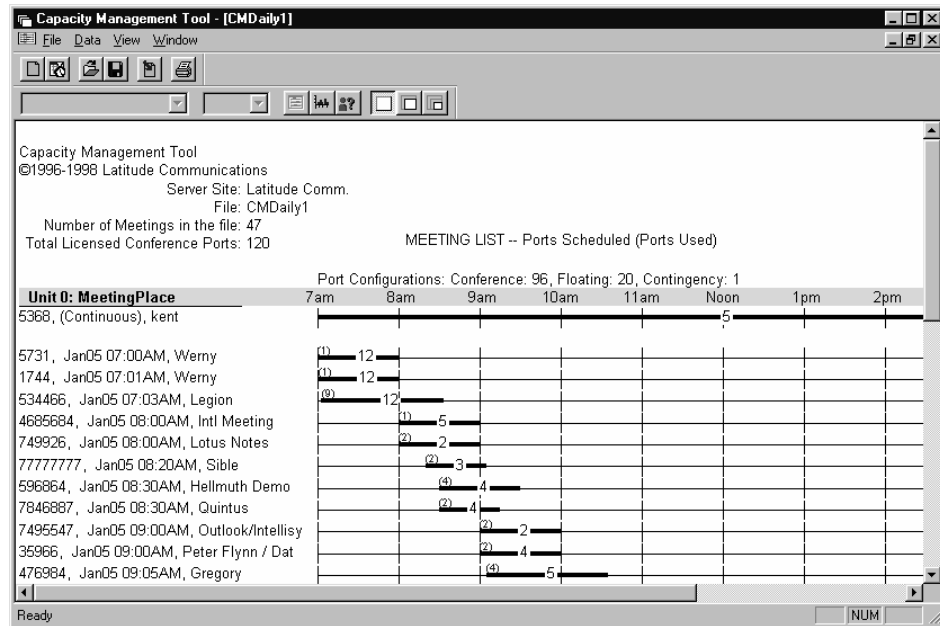 Capacity Management Tool - [CMDaily1]
File Data View Window
Capacity Management Tool
©1996-1998 Latitude Communications
Server Site: Latitude Comm.
File: CMDaily1
Number of Meetings in the file: 47
Total Licensed Conference Ports: 120
MEETING LIST -- Ports Scheduled (Ports Used)
Port Configurations: Conference: 96, Floating: 20, Contingency: 1
Unit 0: MeetingPlace 7am 8am 9am 10am 11am Noon 1pm 2pm
5368, (Continuous), kent 5
5731, Jan05 07:00AM, Werny (1) 12
1744, Jan05 07:01AM, Werny (1) 12
534466, Jan05 07:03AM, Legion (9) 12
4685684, Jan05 08:00AM, Intl Meeting (1) 5
749926, Jan05 08:00AM, Lotus Notes (2) 2
77777777, Jan05 08:20AM, Sible (2) 3
596864, Jan05 08:30AM, Hellmuth Demo (4) 4
7846887, Jan05 08:30AM, Quintus (2) 4
7495547, Jan05 09:00AM, Outlook/Intellisy (2) 2
35966, Jan05 09:00AM, Peter Flynn / Dat (2) 4
476984, Jan05 09:05AM, Gregory (4) 5
Ready NUM